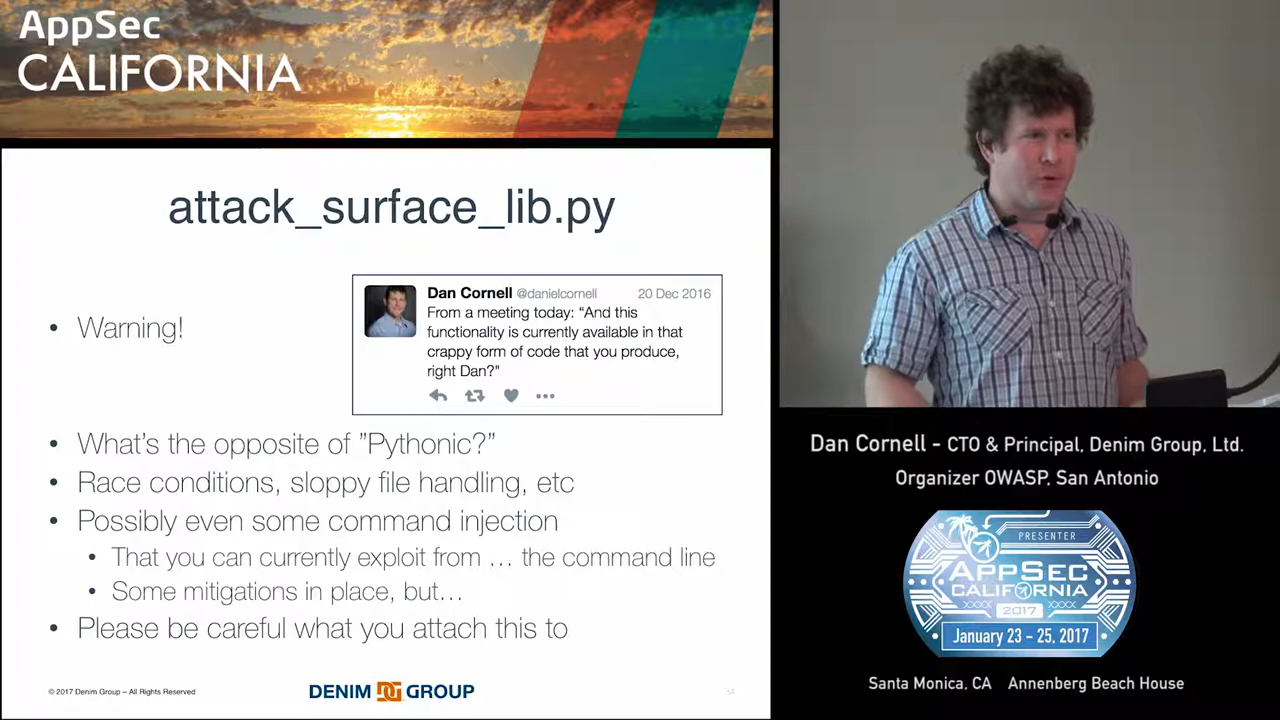 AppSec
CALIFORNIA
attack_surface_lib.py
• Warning!
Dan Cornell @danielcornell 20 Dec 2016
From a meeting today: “And this
functionality is currently available in that
crappy form of code that you produce,
right Dan?"
• What’s the opposite of ”Pythonic?”
• Race conditions, sloppy file handling, etc
• Possibly even some command injection
• That you can currently exploit from … the command line
• Some mitigations in place, but…
• Please be careful what you attach this to
© 2017 Denim Group – All Rights Reserved
DENIM DG GROUP
Dan Cornell - CTO & Principal, Denim Group, Ltd.
Organizer OWASP, San Antonio
PRESENTER
APPSEC
CALIFORNIA
2017
January 23 - 25, 2017
Santa Monica, CA Annenberg Beach House